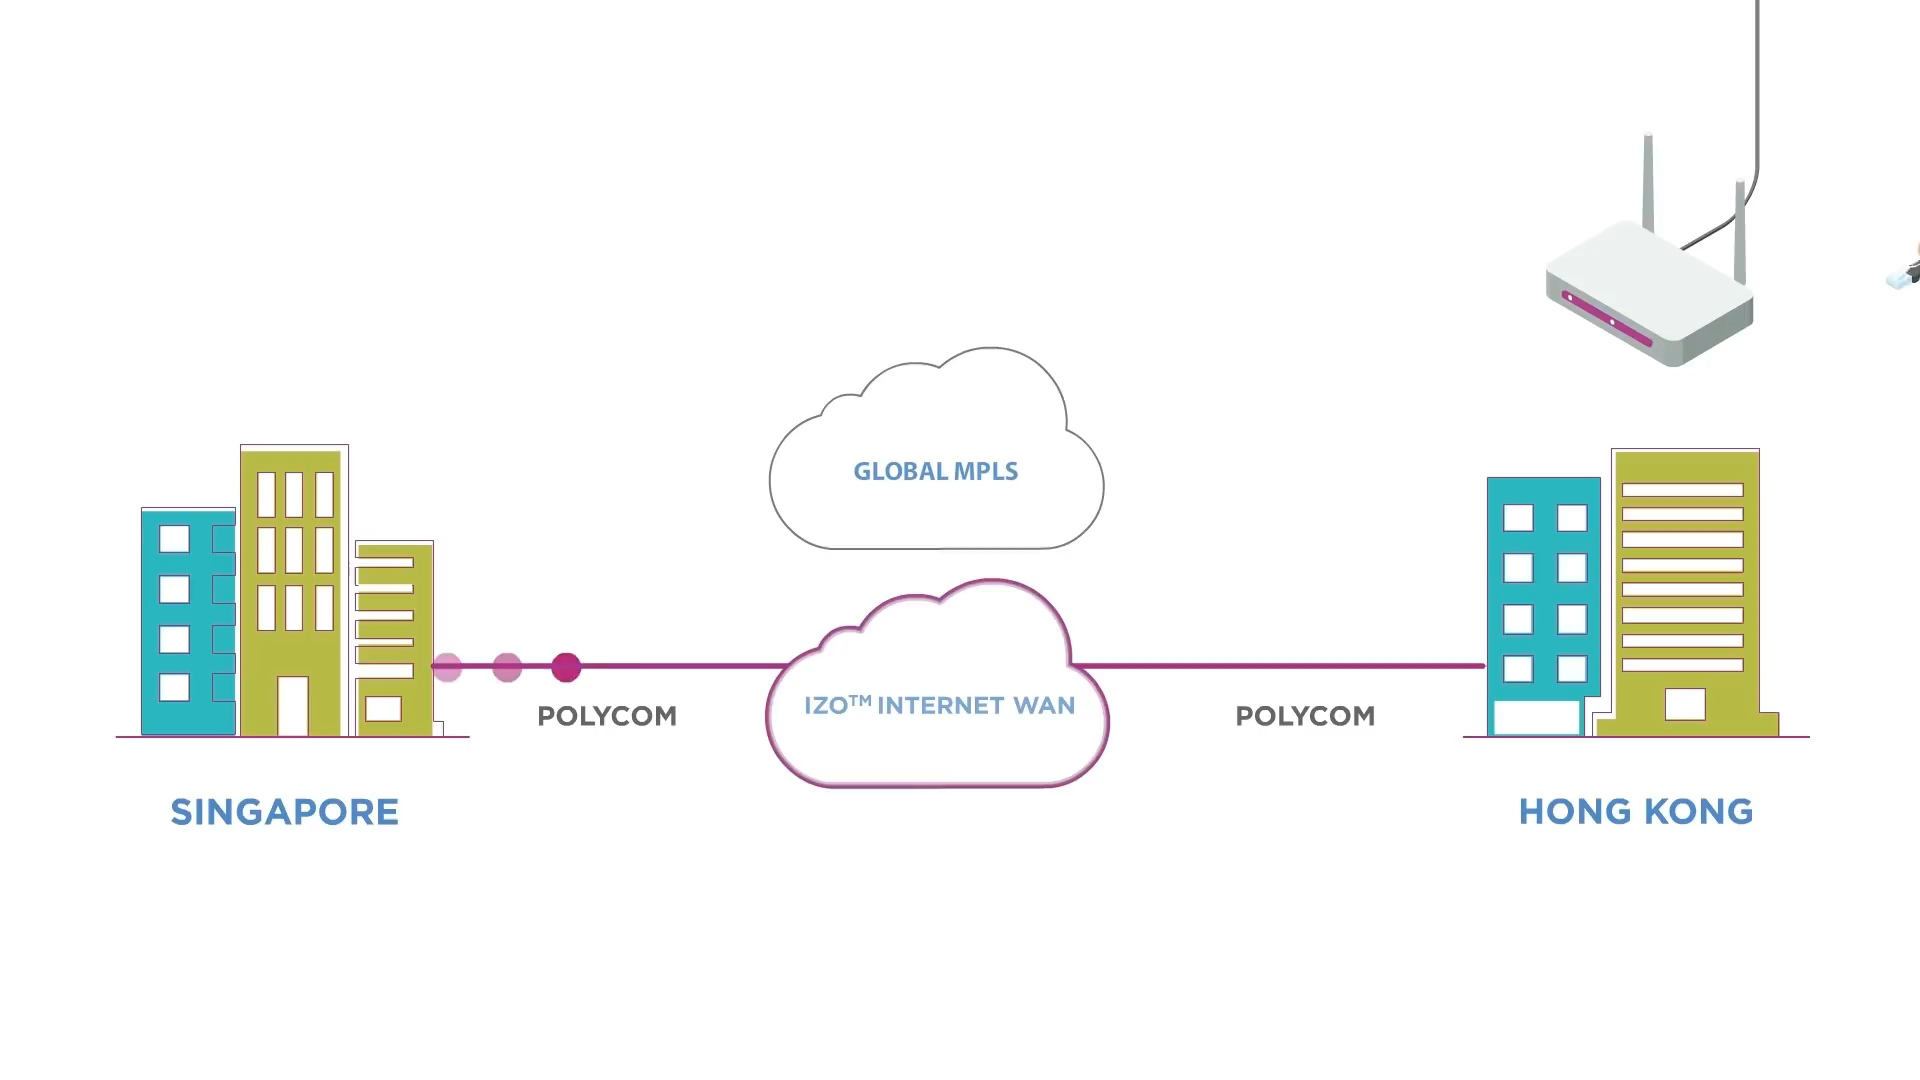 GLOBAL MPLS
IZO™ INTERNET WAN
POLYCOM
POLYCOM
SINGAPORE
HONG KONG